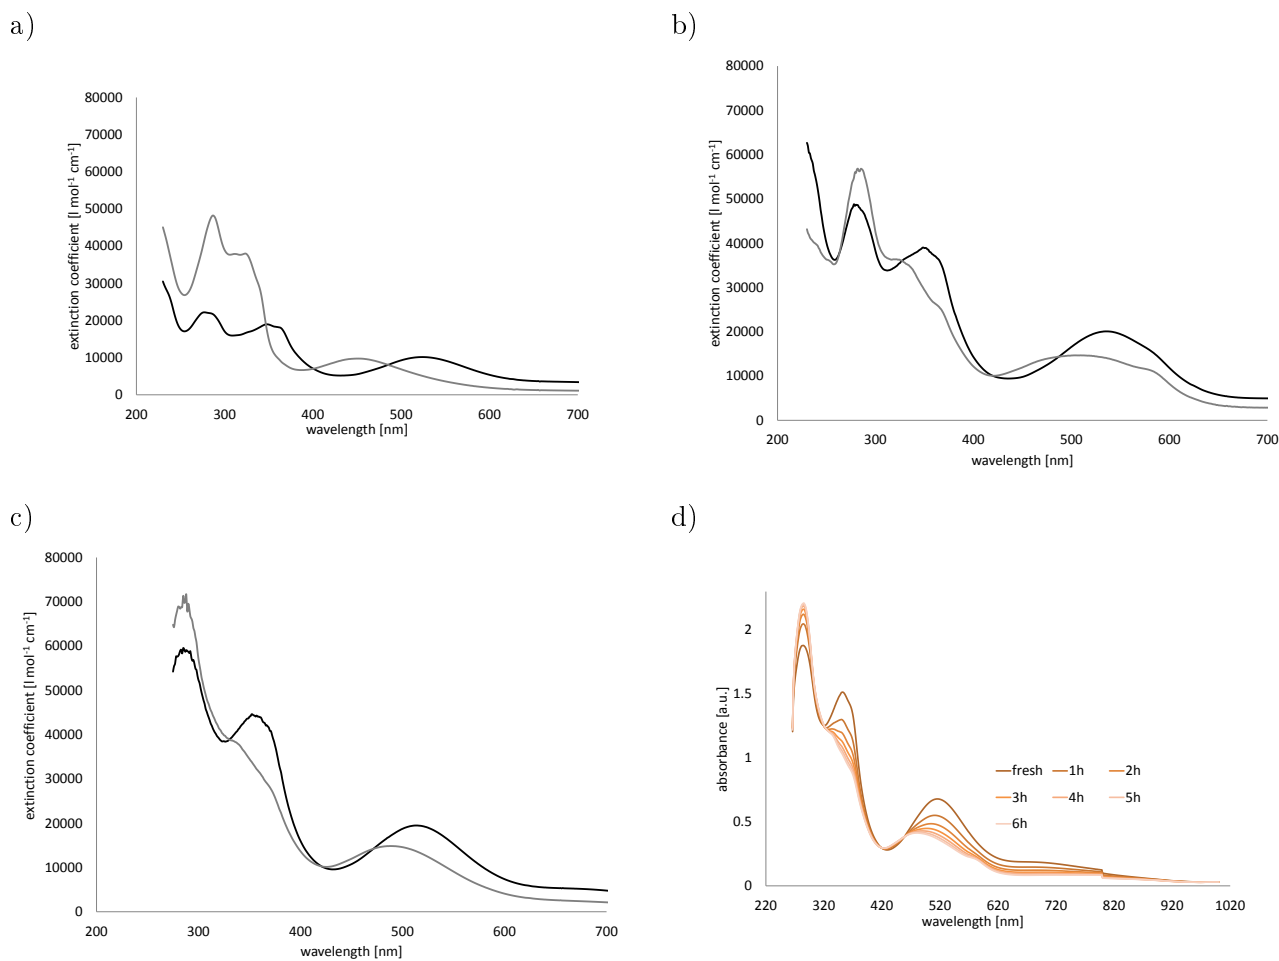 a)
80000
70000
60000
50000
40000
30000
20000
10000
0
extinction coefficient [l mol-1 cm-1]
200 300 400 500 600 700
wavelength [nm]
b)
80000
70000
60000
50000
40000
30000
20000
10000
0
extinction coefficient [l mol-1 cm-1]
200 300 400 500 600 700
wavelength [nm]
c)
80000
70000
60000
50000
40000
30000
20000
10000
0
extinction coefficient [l mol-1 cm-1]
200 300 400 500 600 700
wavelength [nm]
d)
2
1.5
1
0.5
0
absorbance [a.u.]
fresh 1h 2h
3h 4h 5h
6h
220 320 420 520 620 720 820 920 1020
wavelength [nm]